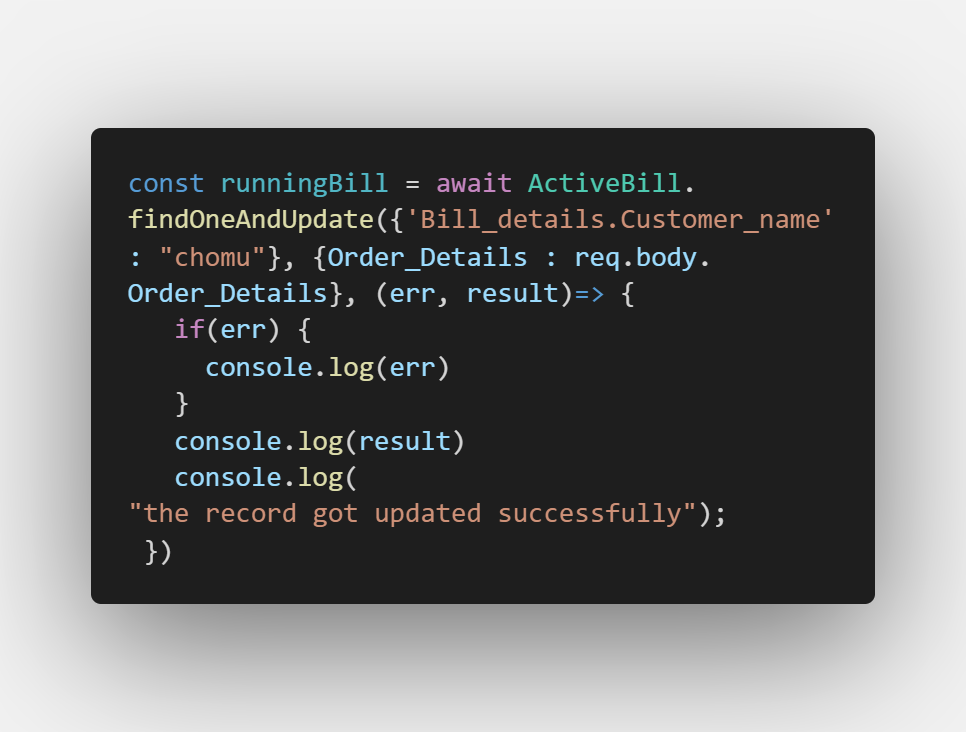 const runningBill = await ActiveBill.
findOneAndUpdate({'Bill_details.Customer_name'
: "chomu"}, {Order_Details : req.body.
Order_Details}, (err, result)=> {
   if(err) {
     console.log(err)
   }
   console.log(result)
   console.log(
"the record got updated successfully");
 })